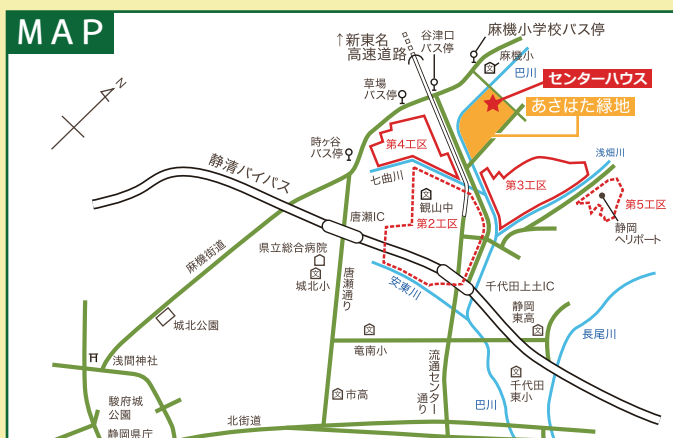 MAP
↑新東名
高速道路
谷津口
バス停
麻機小学校バス停
文
麻機小
巴川
センターハウス
あさはた緑地
N
草場
バス停
時ヶ谷
バス停
第4工区
七曲川
浅畑川
第3工区
第5工区
静岡
ヘリポート
文
観山中
第2工区
静清バイパス
唐瀬IC
麻機街道
県立総合病院
文
城北小
唐瀬通り
安東川
千代田上土IC
静岡
東高
文
長尾川
城北公園
文
竜南小
流通センター通り
文
千代田
東小
浅間神社
文
市高
巴川
駿府城
公園
北街道
静岡県庁